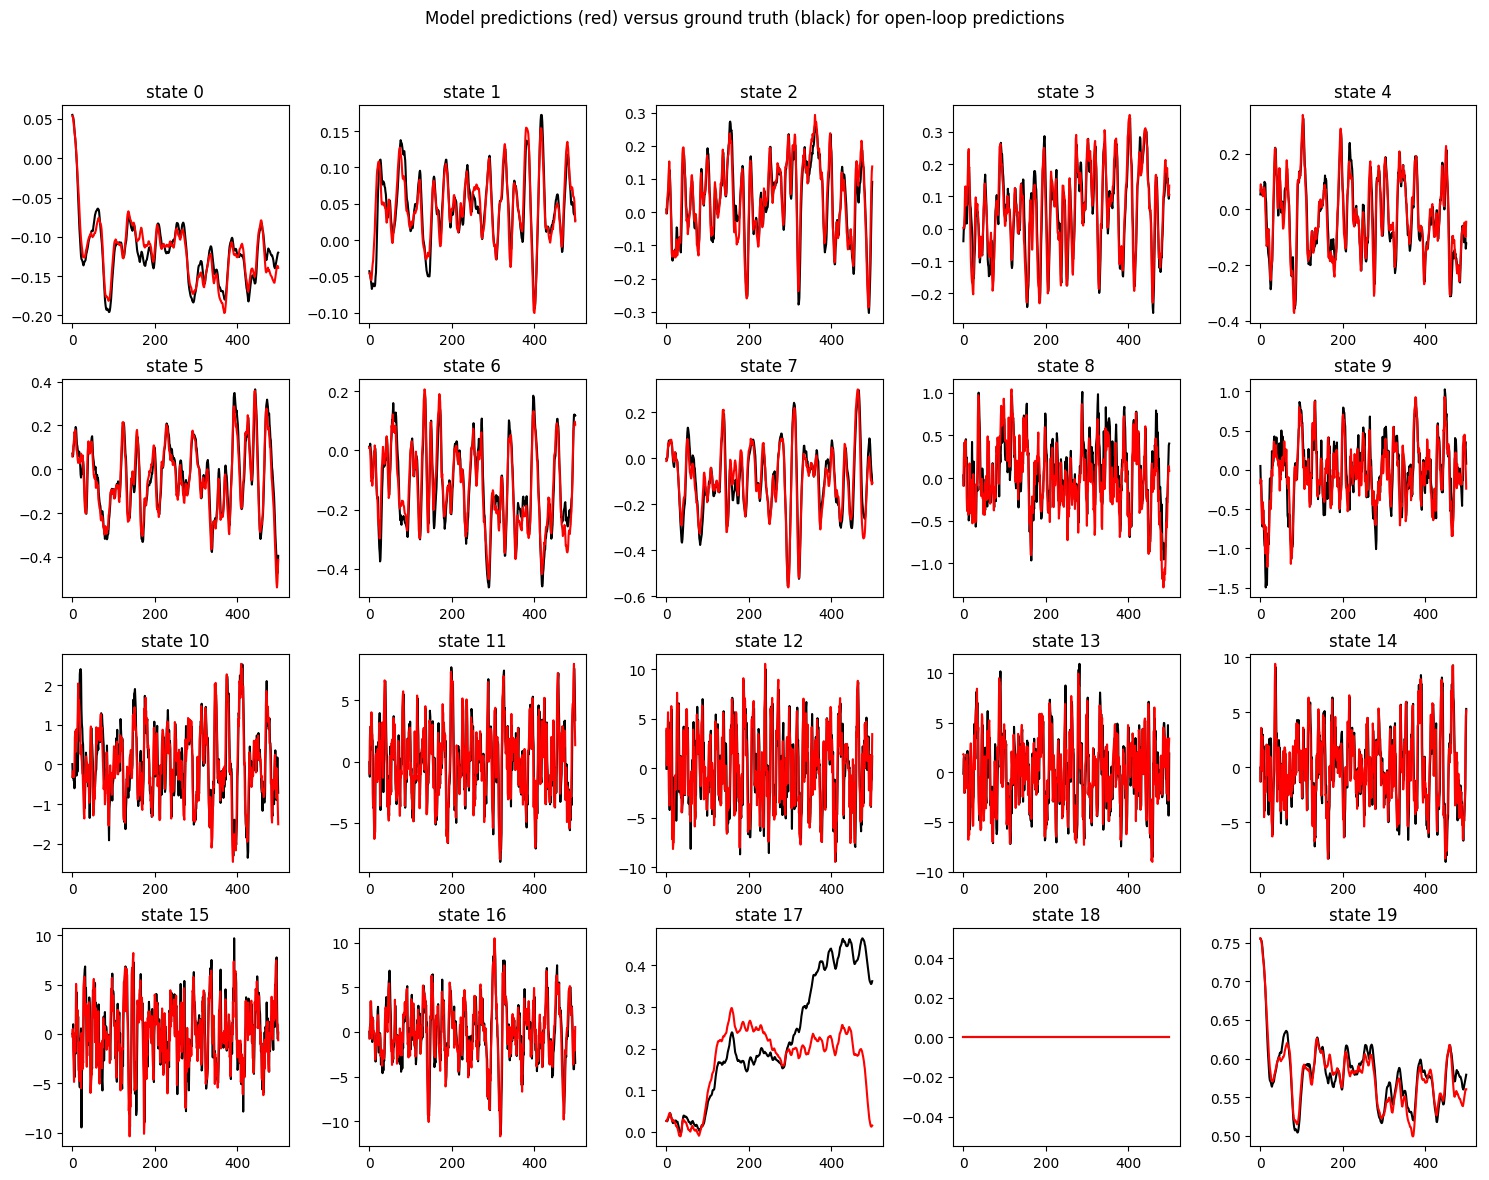 Model predictions (red) versus ground truth (black) for open-loop predictions
state 0 state 1 state 2 state 3 state 4
0.05 0.00 −0.05 −0.10 −0.15 −0.20
0.15 0.10 0.05 0.00 −0.05 −0.10
0.3 0.2 0.1 0.0 −0.1 −0.2 −0.3
0.3 0.2 0.1 0.0 −0.1 −0.2
0.2 0.0 −0.2 −0.4
0 200 400 0 200 400 0 200 400 0 200 400 0 200 400
state 5 state 6 state 7 state 8 state 9
0.4 0.2 0.0 −0.2 −0.4
0.2 0.0 −0.2 −0.4
0.2 0.0 −0.2 −0.4 −0.6
1.0 0.5 0.0 −0.5 −1.0
1.0 0.5 0.0 −0.5 −1.0 −1.5
0 200 400 0 200 400 0 200 400 0 200 400 0 200 400
state 10 state 11 state 12 state 13 state 14
2 1 0 −1 −2
5 0 −5
10 5 0 −5 −10
10 5 0 −5 −10
10 5 0 −5
0 200 400 0 200 400 0 200 400 0 200 400 0 200 400
state 15 state 16 state 17 state 18 state 19
10 5 0 −5 −10
10 5 0 −5 −10
0.4 0.3 0.2 0.1 0.0
0.04 0.02 0.00 −0.02 −0.04
0.75 0.70 0.65 0.60 0.55 0.50
0 200 400 0 200 400 0 200 400 0 200 400 0 200 400